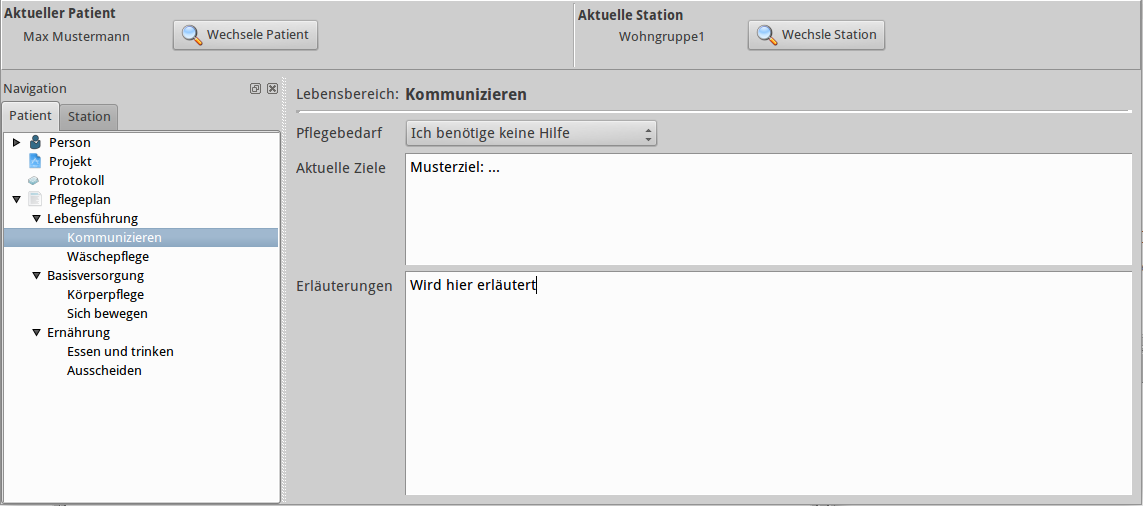 Aktueller Patient
Max Mustermann
Wechsele Patient
Aktuelle Station
Wohngruppe1
Wechsle Station
Navigation
Patient
Station
Person
Projekt
Protokoll
Pflegeplan
Lebensführung
Kommunizieren
Wäschepflege
Basisversorgung
Körperpflege
Sich bewegen
Ernährung
Essen und trinken
Ausscheiden
Lebensbereich: Kommunizieren
Pflegebedarf Ich benötige keine Hilfe
Aktuelle Ziele Musterziel: ...
Erläuterungen Wird hier erläutert